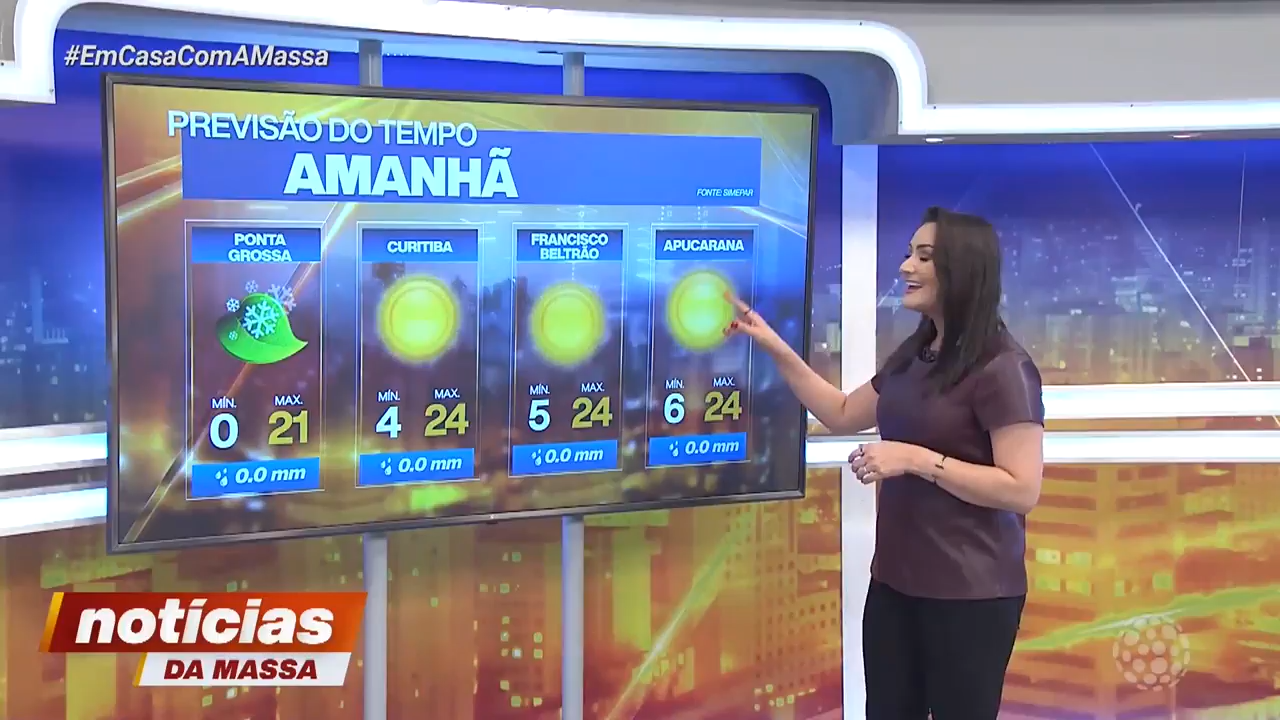 #EmCasaComAMassa
PREVISÃO DO TEMPO
AMANHÃ
FONTE: SIMEPAR
PONTA
GROSSA
MÍN. MAX.
0 21
0.0 mm
CURITIBA
MÍN. MAX.
4 24
0.0 mm
FRANCISCO
BELTRÃO
MÍN. MAX.
5 24
0.0 mm
APUCARANA
MÍN. MAX.
6 24
0.0 mm
notícias
DA MASSA